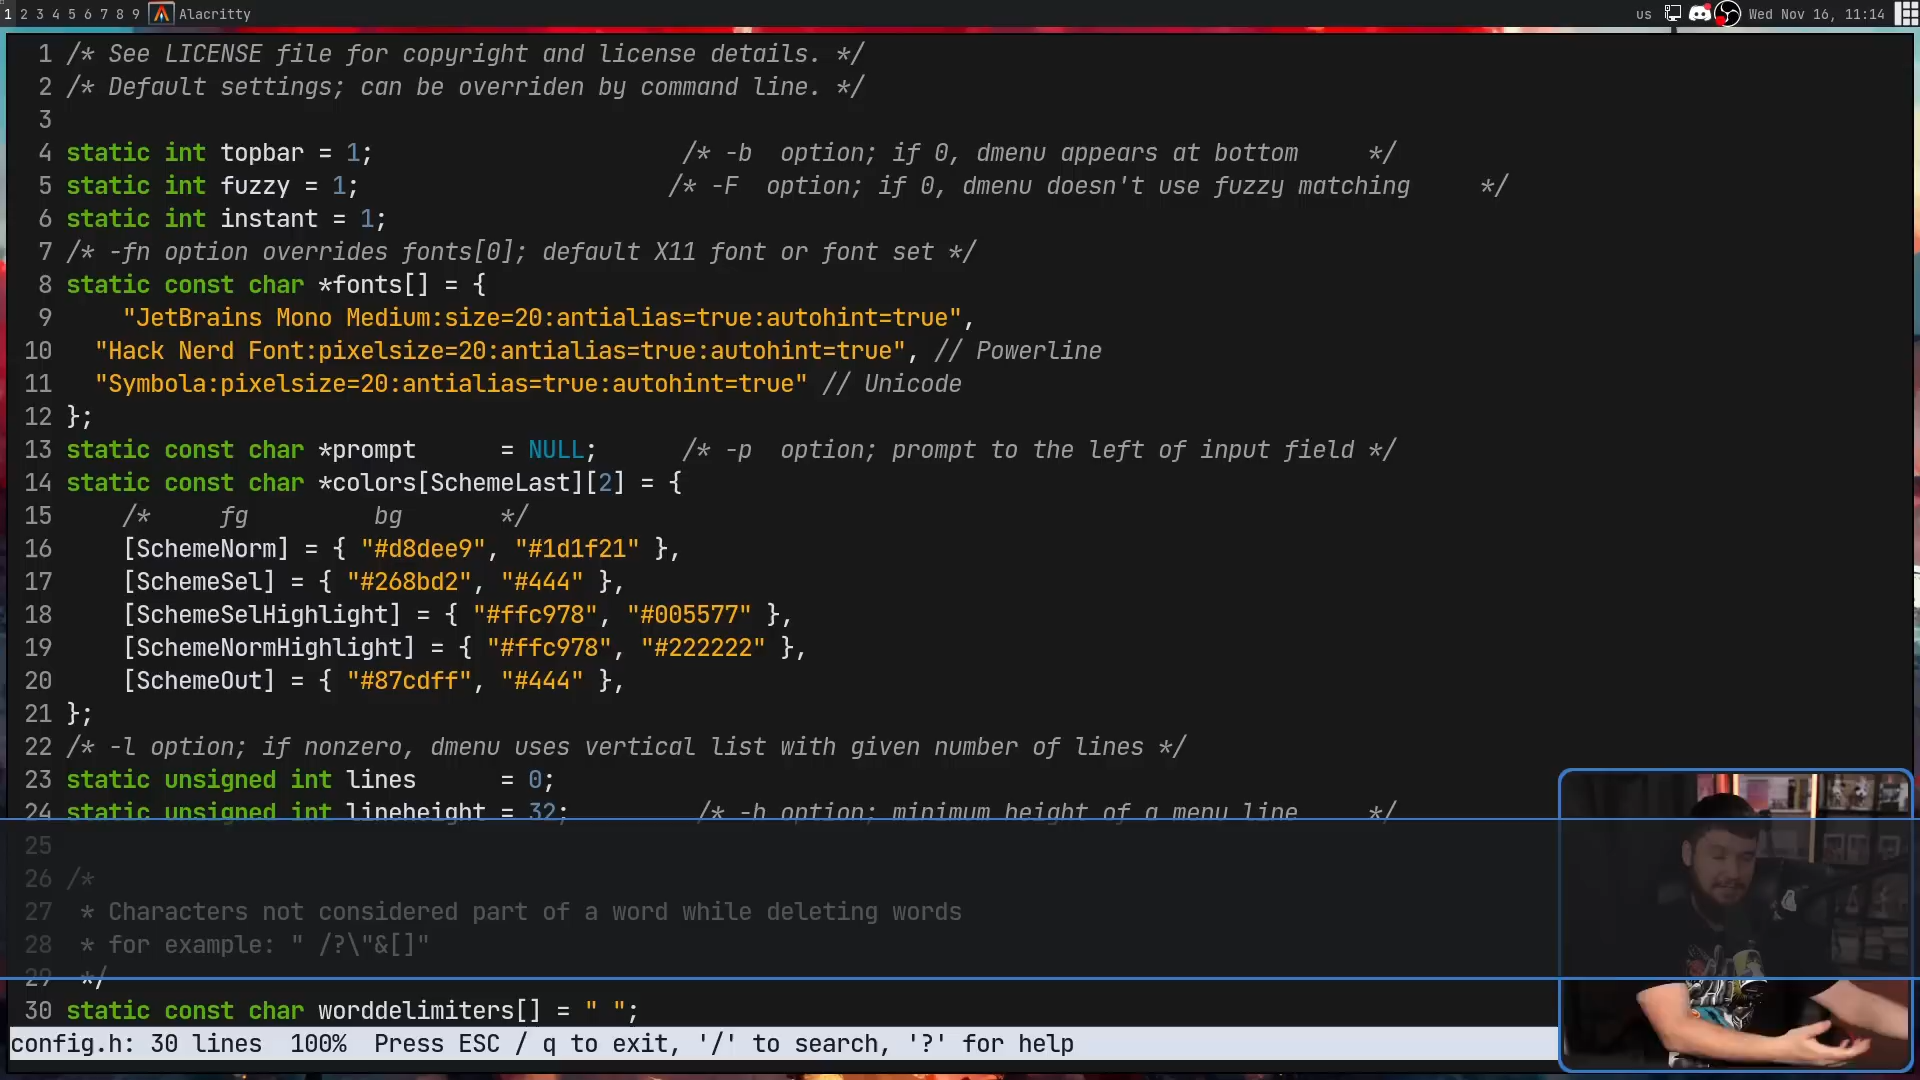 1 2 3 4 5 6 7 8 9 Alacritty us Wed Nov 16, 11:14
1 /* See LICENSE file for copyright and license details. */
2 /* Default settings; can be overriden by command line. */
3
4 static int topbar = 1; /* -b option; if 0, dmenu appears at bottom */
5 static int fuzzy = 1; /* -F option; if 0, dmenu doesn't use fuzzy matching */
6 static int instant = 1;
7 /* -fn option overrides fonts[0]; default X11 font or font set */
8 static const char *fonts[] = {
9 "JetBrains Mono Medium:size=20:antialias=true:autohint=true",
10 "Hack Nerd Font:pixelsize=20:antialias=true:autohint=true", // Powerline
11 "Symbola:pixelsize=20:antialias=true:autohint=true" // Unicode
12 };
13 static const char *prompt = NULL; /* -p option; prompt to the left of input field */
14 static const char *colors[SchemeLast][2] = {
15 /* fg bg */
16 [SchemeNorm] = { "#d8dee9", "#1d1f21" },
17 [SchemeSel] = { "#268bd2", "#444" },
18 [SchemeSelHighlight] = { "#ffc978", "#005577" },
19 [SchemeNormHighlight] = { "#ffc978", "#222222" },
20 [SchemeOut] = { "#87cdff", "#444" },
21 };
22 /* -l option; if nonzero, dmenu uses vertical list with given number of lines */
23 static unsigned int lines = 0;
24 static unsigned int lineheight = 32; /* -h option; minimum height of a menu line */
25
26 /*
27 * Characters not considered part of a word while deleting words
28 * for example: " /?\"&[]"
29 */
30 static const char worddelimiters[] = " ";
config.h: 30 lines 100% Press ESC / q to exit, '/' to search, '?' for help